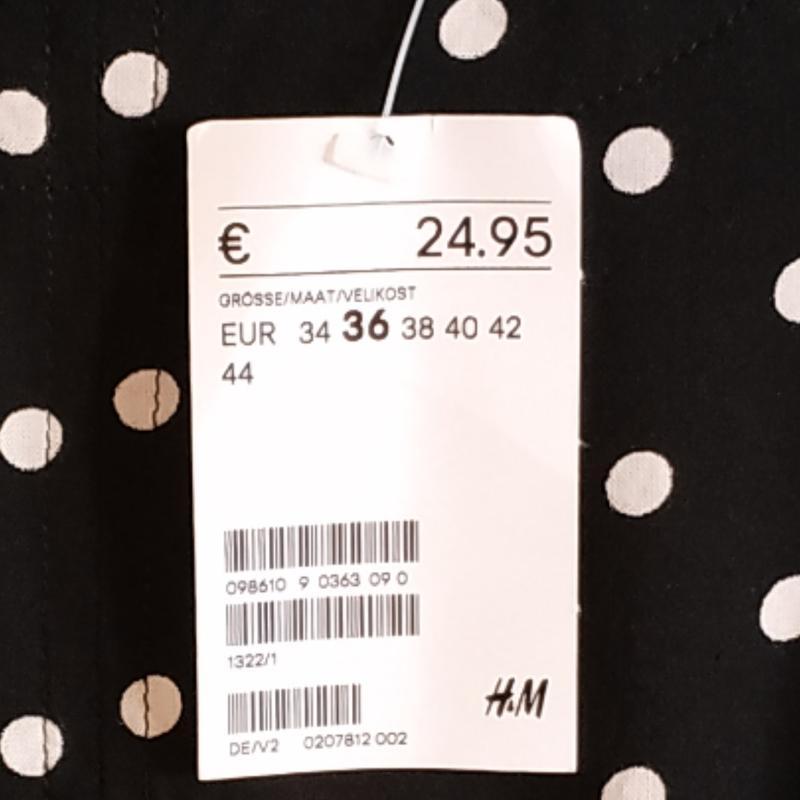 € 24.95
GRÖSSE/MAAT/VELIKOST
EUR 34 36 38 40 42
44
098610 9 0363 09 0
1322/1
H&M
DE/V2 0207812 002